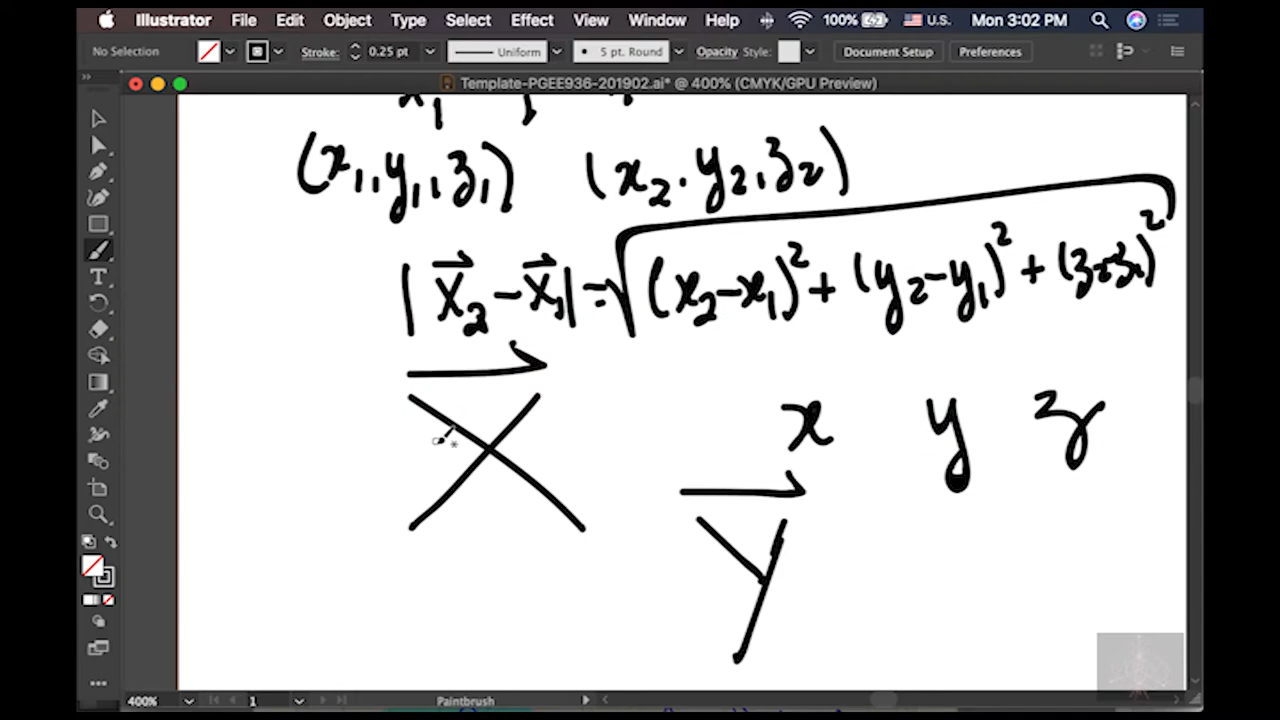 Illustrator File Edit Object Type Select Effect View Window Help 100% U.S. Mon 3:02 PM
No Selection Stroke: 0.25 pt Uniform 5 pt. Round Opacity Style: Document Setup Preferences
Template-PGEE936-201902.ai* @ 400% (CMYK/GPU Preview)
(x₁, y₁, z₁) (x₂, y₂, z₂)
|X⃗₂ - X⃗₁| = √(x₂-x₁)² + (y₂-y₁)² + (z₂-z₁)²
X⃗ x y z
Y⃗
400% 1 Paintbrush